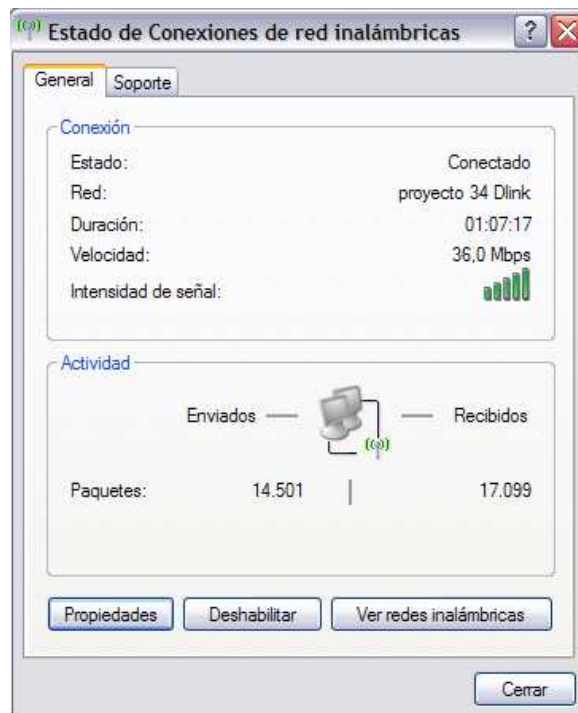 Estado de Conexiones de red inalámbricas
General Soporte
Conexión
Estado: Conectado
Red: proyecto 34 Dlink
Duración: 01:07:17
Velocidad: 36,0 Mbps
Intensidad de señal:
Actividad
Enviados Recibidos
Paquetes: 14.501 17.099
Propiedades Deshabilitar Ver redes inalámbricas
Cerrar